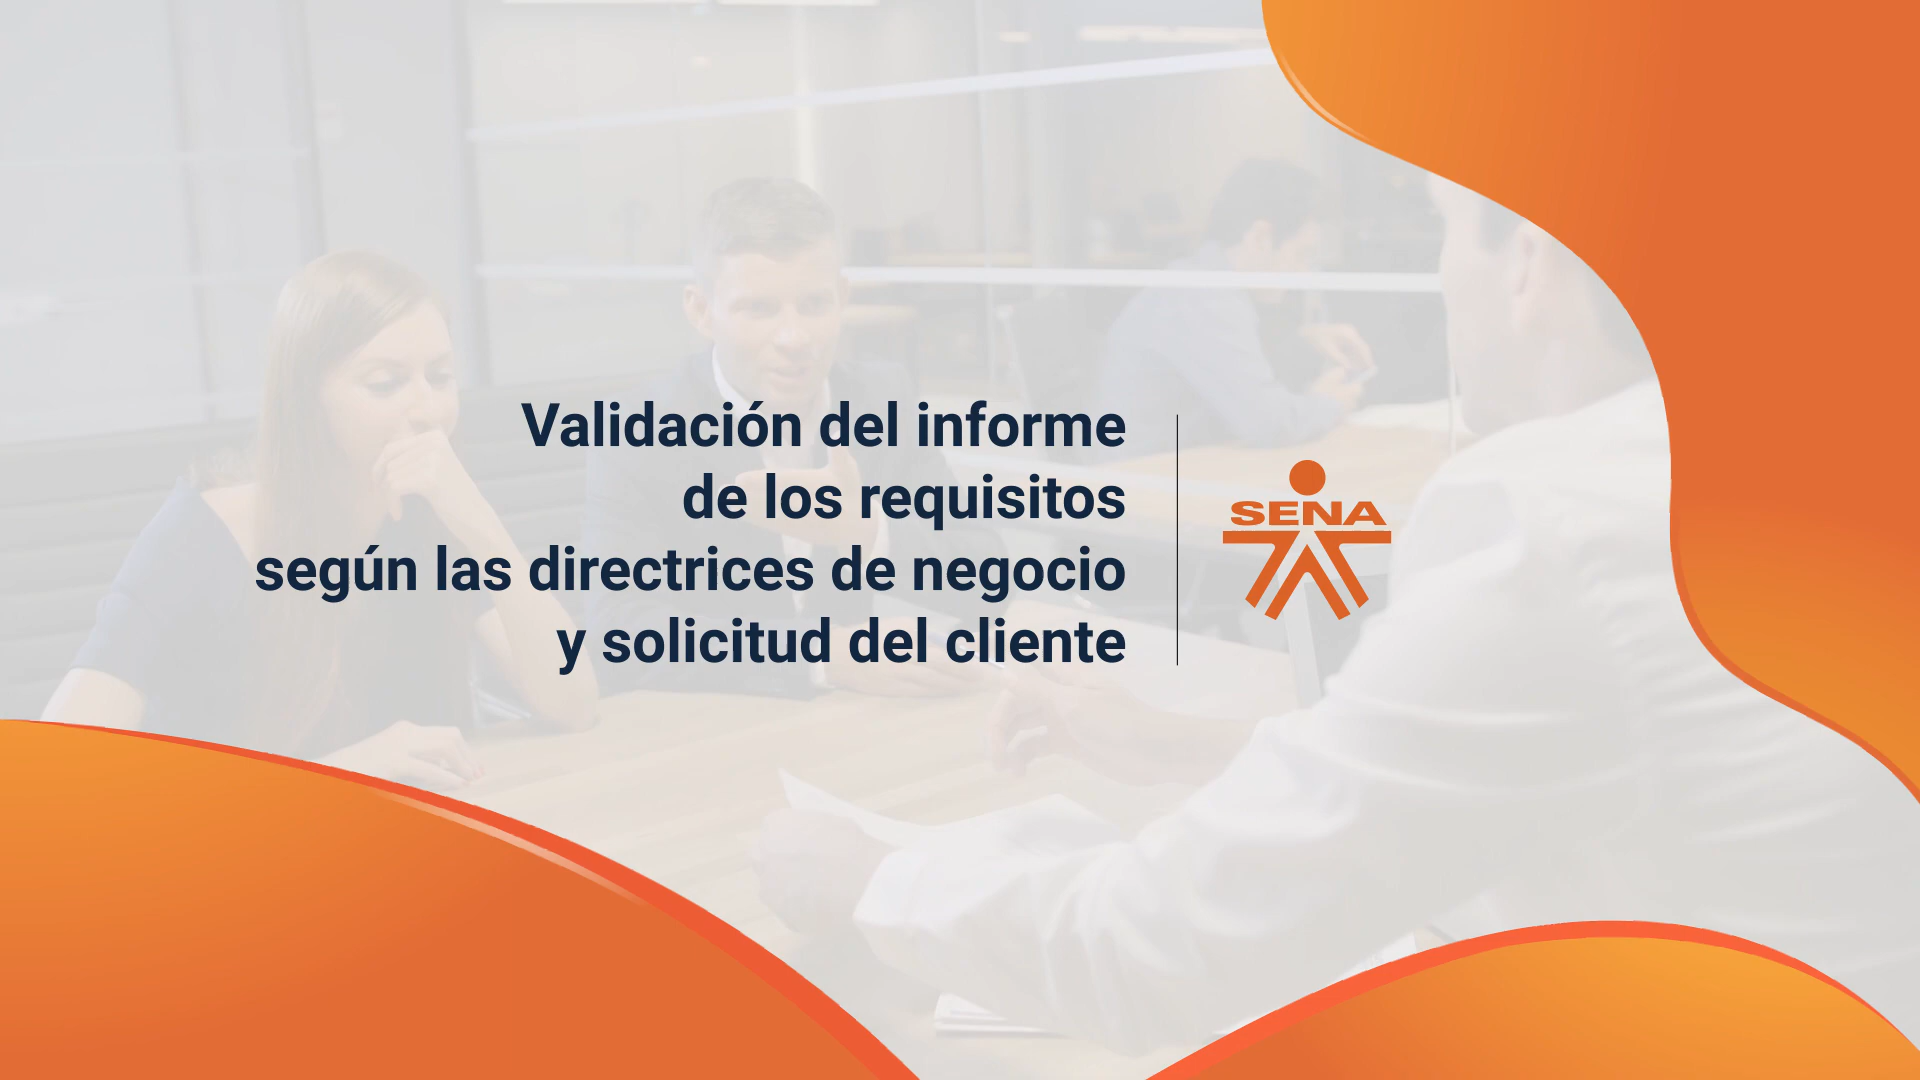 Validación del informe
de los requisitos
según las directrices de negocio
y solicitud del cliente
SENA